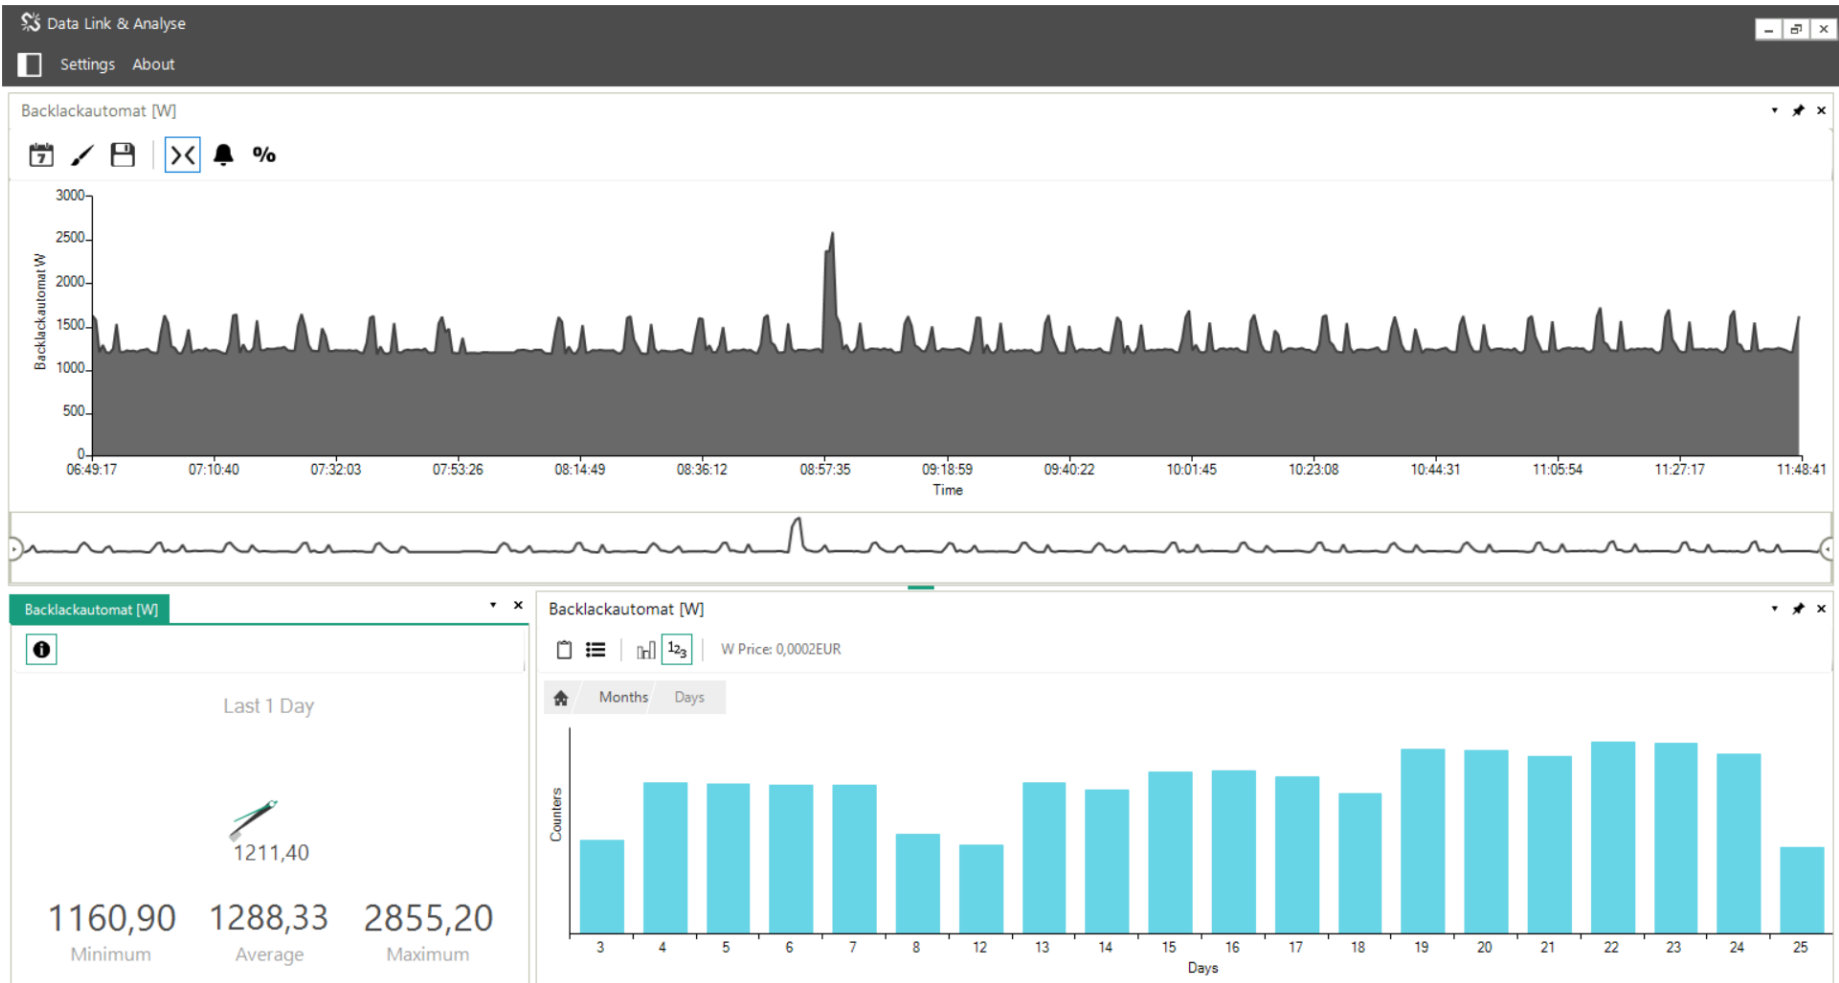 Data Link & Analyse
Settings About
Backlackautomat [W]
7 %
3000
2500
2000
1500
1000
500
0
Backlackautomat W
06:49:17 07:10:40 07:32:03 07:53:26 08:14:49 08:36:12 08:57:35 09:18:59 09:40:22 10:01:45 10:23:08 10:44:31 11:05:54 11:27:17 11:48:41
Time
Backlackautomat [W]
Last 1 Day
1211,40
1160,90 1288,33 2855,20
Minimum Average Maximum
Backlackautomat [W]
123 W Price: 0,0002EUR
Months Days
Counters
3 4 5 6 7 8 12 13 14 15 16 17 18 19 20 21 22 23 24 25
Days